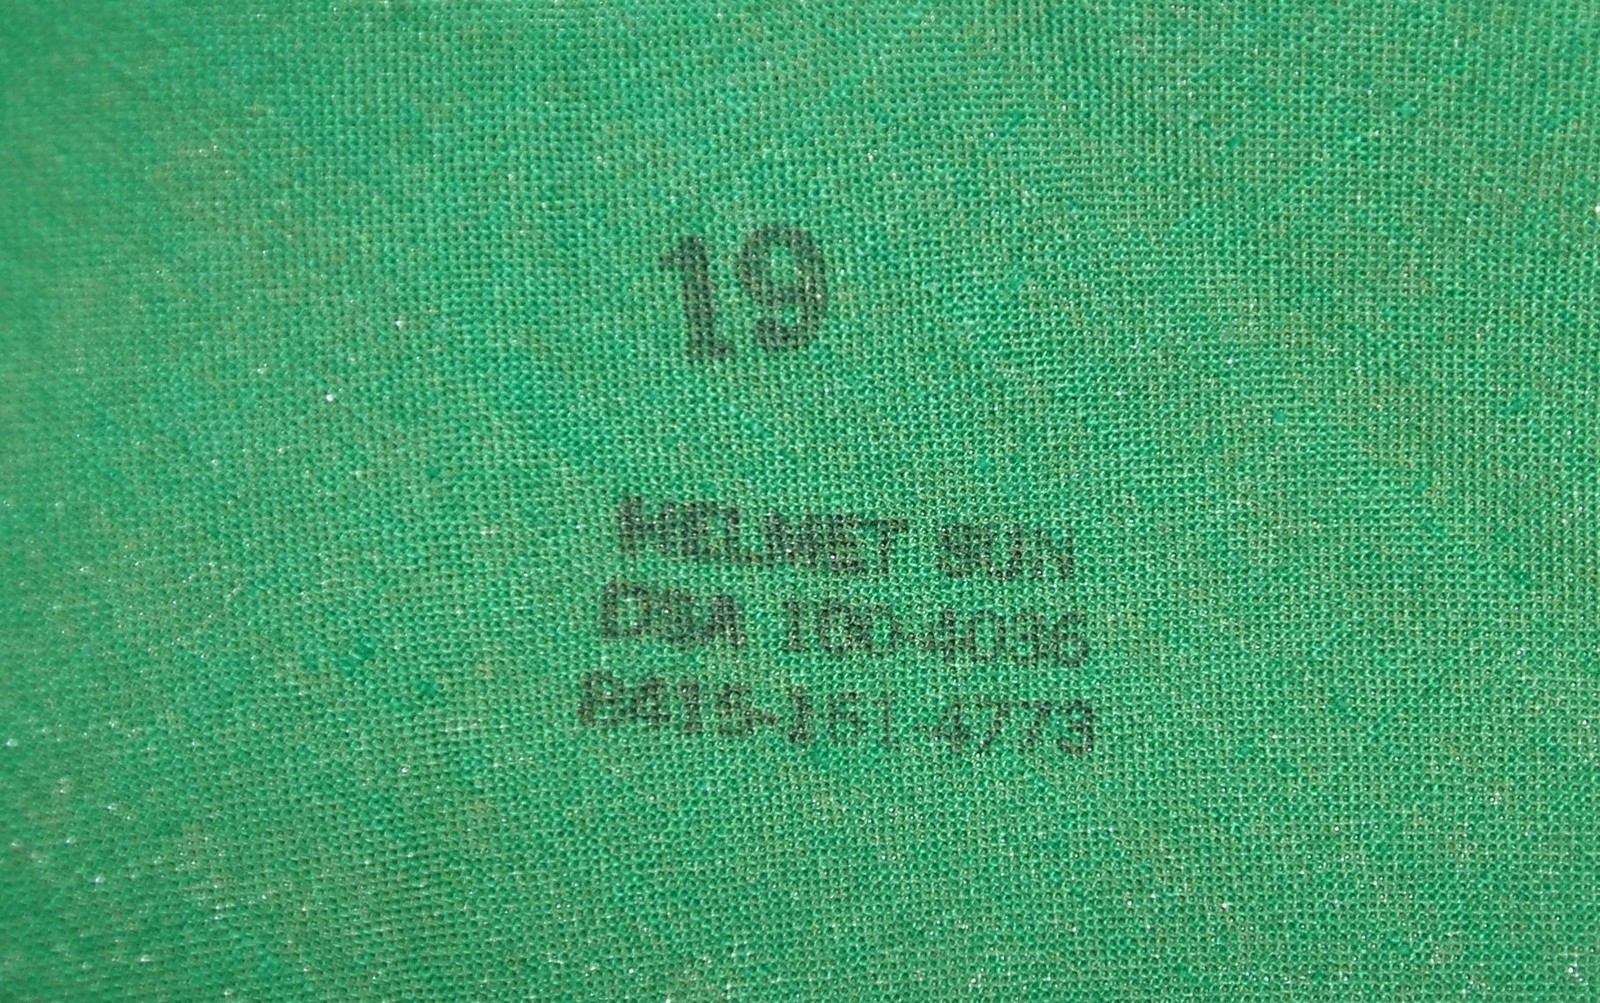 19
HELMET SUN
DSA 100-4036
8415-161-4773